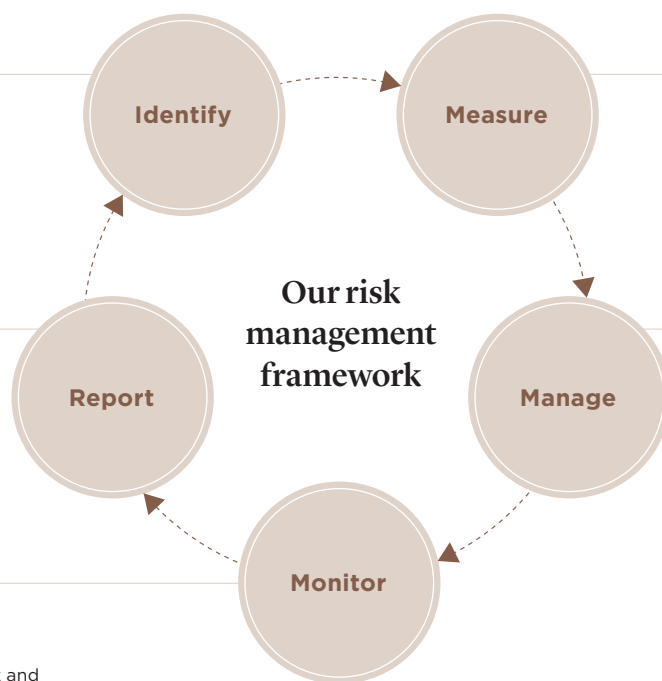 Identify
Measure
Our risk
management
framework
Report
Manage
Monitor
and